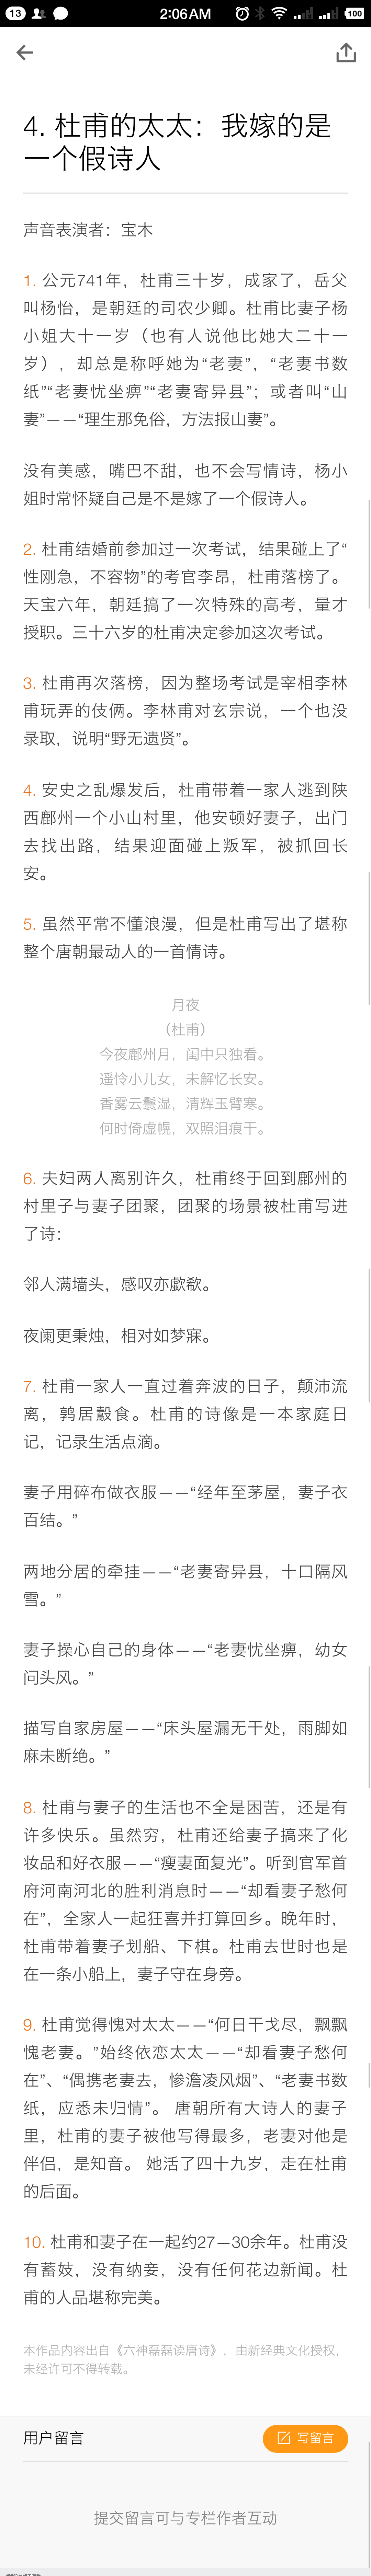 13
2:06AM
100
4. 杜甫的太太：我嫁的是
一个假诗人
声音表演者：宝木
1. 公元741年，杜甫三十岁，成家了，岳父
叫杨怡，是朝廷的司农少卿。杜甫比妻子杨
小姐大十一岁（也有人说他比她大二十一
岁），却总是称呼她为“老妻”，“老妻书数
纸”“老妻忧坐痹”“老妻寄异县”；或者叫“山
妻”——“理生那免俗，方法报山妻”。
没有美感，嘴巴不甜，也不会写情诗，杨小
姐时常怀疑自己是不是嫁了一个假诗人。
2. 杜甫结婚前参加过一次考试，结果碰上了“
性刚急，不容物”的考官李昂，杜甫落榜了。
天宝六年，朝廷搞了一次特殊的高考，量才
授职。三十六岁的杜甫决定参加这次考试。
3. 杜甫再次落榜，因为整场考试是宰相李林
甫玩弄的伎俩。李林甫对玄宗说，一个也没
录取，说明“野无遗贤”。
4. 安史之乱爆发后，杜甫带着一家人逃到陕
西鄜州一个小山村里，他安顿好妻子，出门
去找出路，结果迎面碰上叛军，被抓回长
安。
5. 虽然平常不懂浪漫，但是杜甫写出了堪称
整个唐朝最动人的一首情诗。
月夜
（杜甫）
今夜鄜州月，闺中只独看。
遥怜小儿女，未解忆长安。
香雾云鬟湿，清辉玉臂寒。
何时倚虚幌，双照泪痕干。
6. 夫妇两人离别许久，杜甫终于回到鄜州的
村里子与妻子团聚，团聚的场景被杜甫写进
了诗：
邻人满墙头，感叹亦歔欷。
夜阑更秉烛，相对如梦寐。
7. 杜甫一家人一直过着奔波的日子，颠沛流
离，鹑居鷇食。杜甫的诗像是一本家庭日
记，记录生活点滴。
妻子用碎布做衣服——“经年至茅屋，妻子衣
百结。”
两地分居的牵挂——“老妻寄异县，十口隔风
雪。”
妻子操心自己的身体——“老妻忧坐痹，幼女
问头风。”
描写自家房屋——“床头屋漏无干处，雨脚如
麻未断绝。”
8. 杜甫与妻子的生活也不全是困苦，还是有
许多快乐。虽然穷，杜甫还给妻子搞来了化
妆品和好衣服——“瘦妻面复光”。听到官军首
府河南河北的胜利消息时——“却看妻子愁何
在”，全家人一起狂喜并打算回乡。晚年时，
杜甫带着妻子划船、下棋。杜甫去世时也是
在一条小船上，妻子守在身旁。
9. 杜甫觉得愧对太太——“何日干戈尽，飘飘
愧老妻。”始终依恋太太——“却看妻子愁何
在”、“偶携老妻去，惨澹凌风烟”、“老妻书数
纸，应悉未归情”。 唐朝所有大诗人的妻子
里，杜甫的妻子被他写得最多，老妻对他是
伴侣，是知音。 她活了四十九岁，走在杜甫
的后面。
10. 杜甫和妻子在一起约27—30余年。杜甫没
有蓄妓，没有纳妾，没有任何花边新闻。杜
甫的人品堪称完美。
本作品内容出自《六神磊磊读唐诗》，由新经典文化授权，
未经许可不得转载。
用户留言
写留言
提交留言可与专栏作者互动